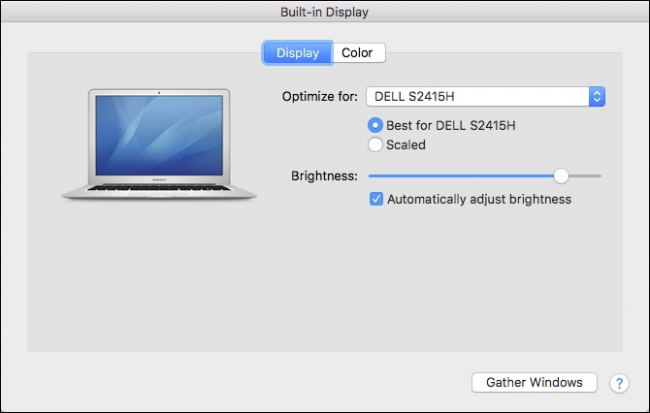 Built-in Display
Display Color
Optimize for: DELL S2415H
Best for DELL S2415H
Scaled
Brightness:
Automatically adjust brightness
Gather Windows ?